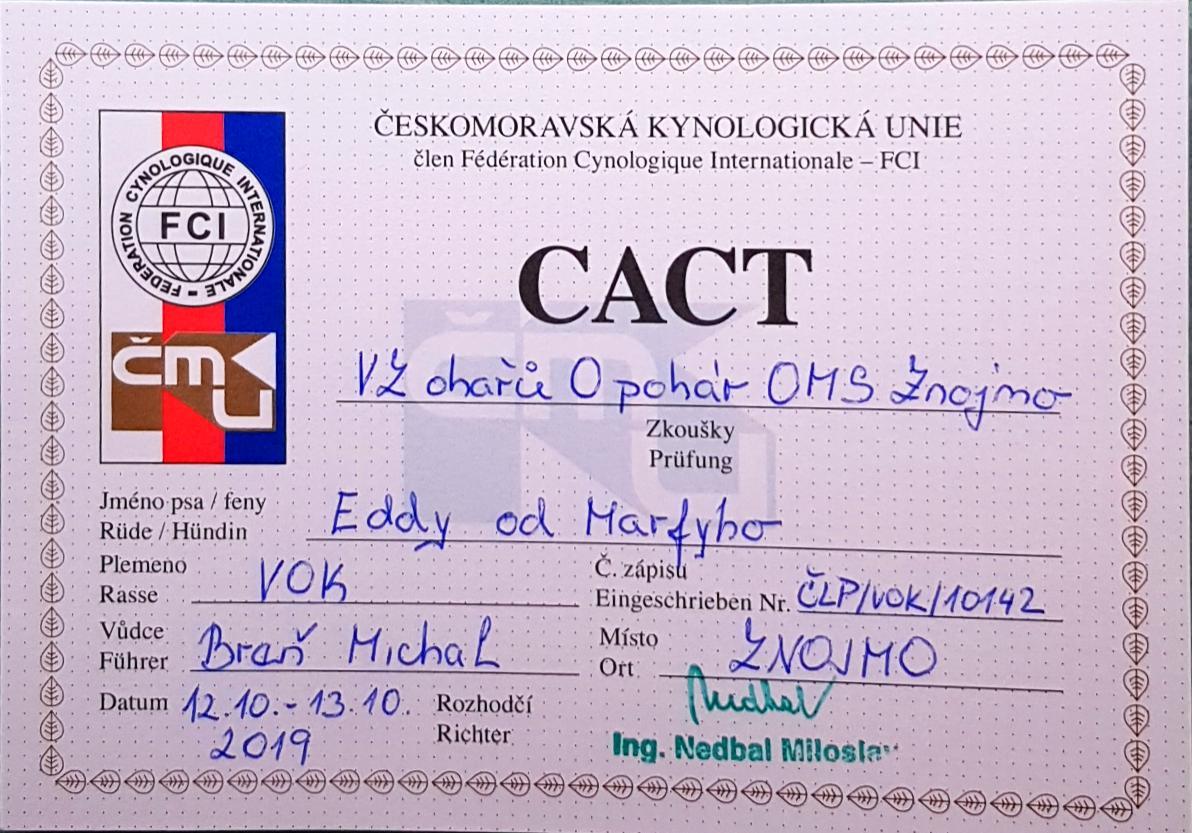 ČESKOMORAVSKÁ KYNOLOGICKÁ UNIE
člen Fédération Cynologique Internationale – FCI
FÉDÉRATION CYNOLOGIQUE INTERNATIONALE –
FCI
ČMKU
CACT
VZ ohařů O pohár OMS Znojmo
Zkoušky
Prüfung
Jméno psa / feny
Rüde / Hündin
Eddy od Marfyho
Plemeno
Rasse
VOK
Č. zápisu
Eingeschrieben Nr. ČLP/VOK/10142
Vůdce
Führer
Braň Michal
Místo
Ort
ZNOJMO
Datum 12.10.-13.10.
2019
Rozhodčí
Richter
Nedbal
Ing. Nedbal Miloslav